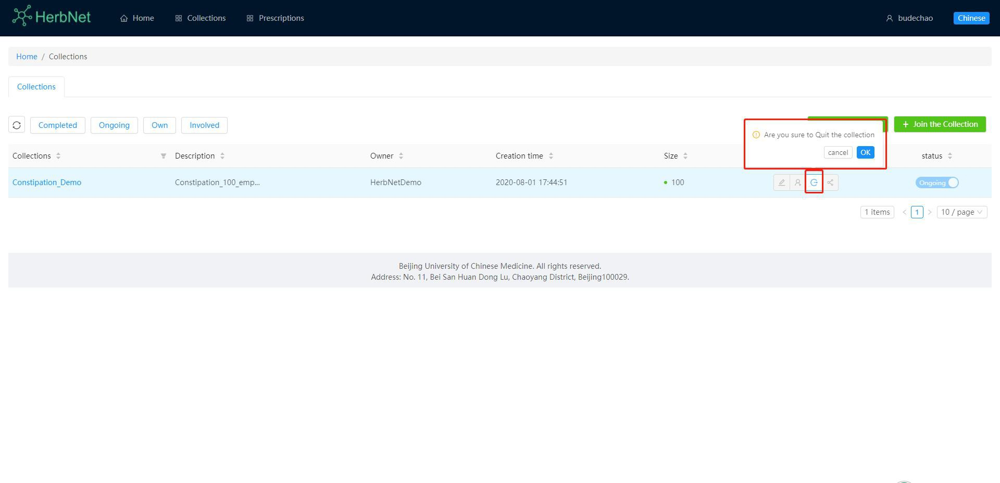 HerbNet Home Collections Prescriptions budechao Chinese
Home / Collections
Collections
Completed Ongoing Own Involved + Join the Collection
Are you sure to Quit the collection
cancel OK
Collections Description Owner Creation time Size status
Constipation_Demo Constipation_100_emp... HerbNetDemo 2020-08-01 17:44:51 100 Ongoing
1 items < 1 > 10 / page
Beijing University of Chinese Medicine. All rights reserved.
Address: No. 11, Bei San Huan Dong Lu, Chaoyang District, Beijing100029.